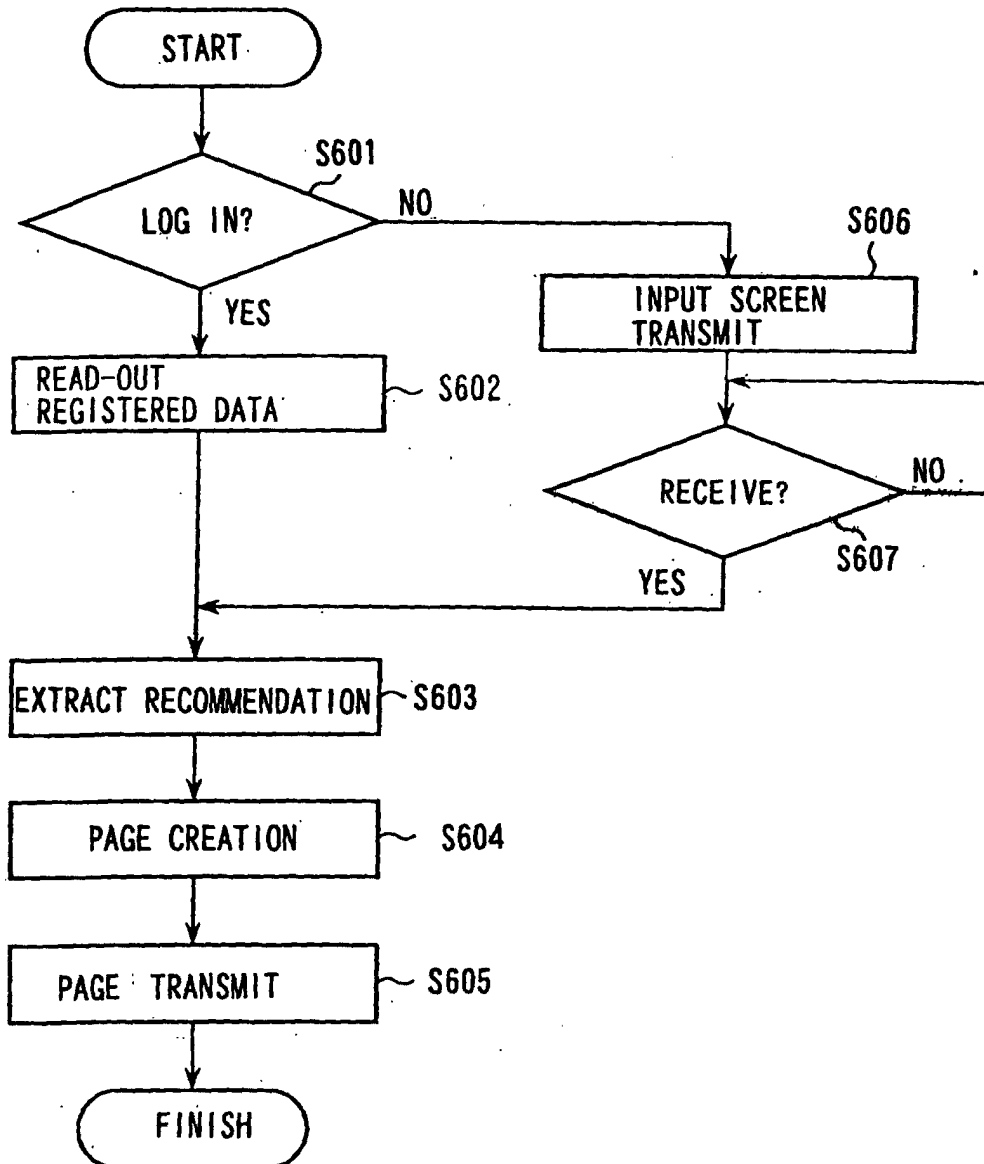 START
S601
LOG IN?
NO
YES
S606
INPUT SCREEN
TRANSMIT
READ-OUT
REGISTERED DATA
S602
RECEIVE?
NO
S607
YES
EXTRACT RECOMMENDATION
S603
PAGE CREATION
S604
PAGE TRANSMIT
S605
FINISH